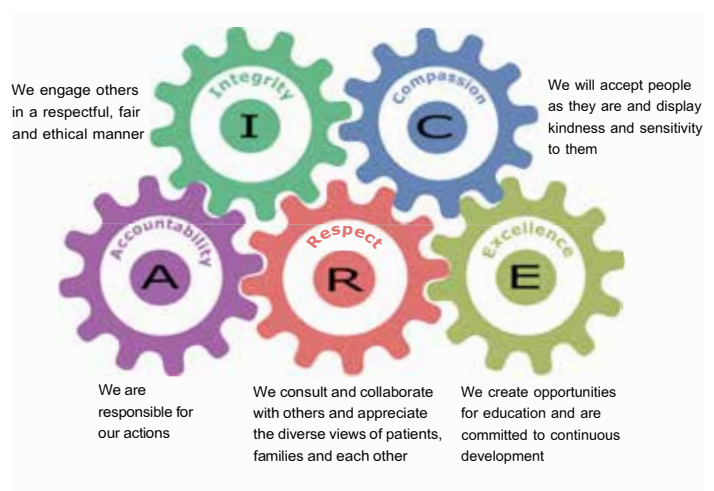 Integrity
I
We engage others
in a respectful, fair
and ethical manner
Compassion
C
We will accept people
as they are and display
kindness and sensitivity
to them
Accountability
A
We are
responsible for
our actions
Respect
R
We consult and collaborate
with others and appreciate
the diverse views of patients,
families and each other
Excellence
E
We create opportunities
for education and are
committed to continuous
development